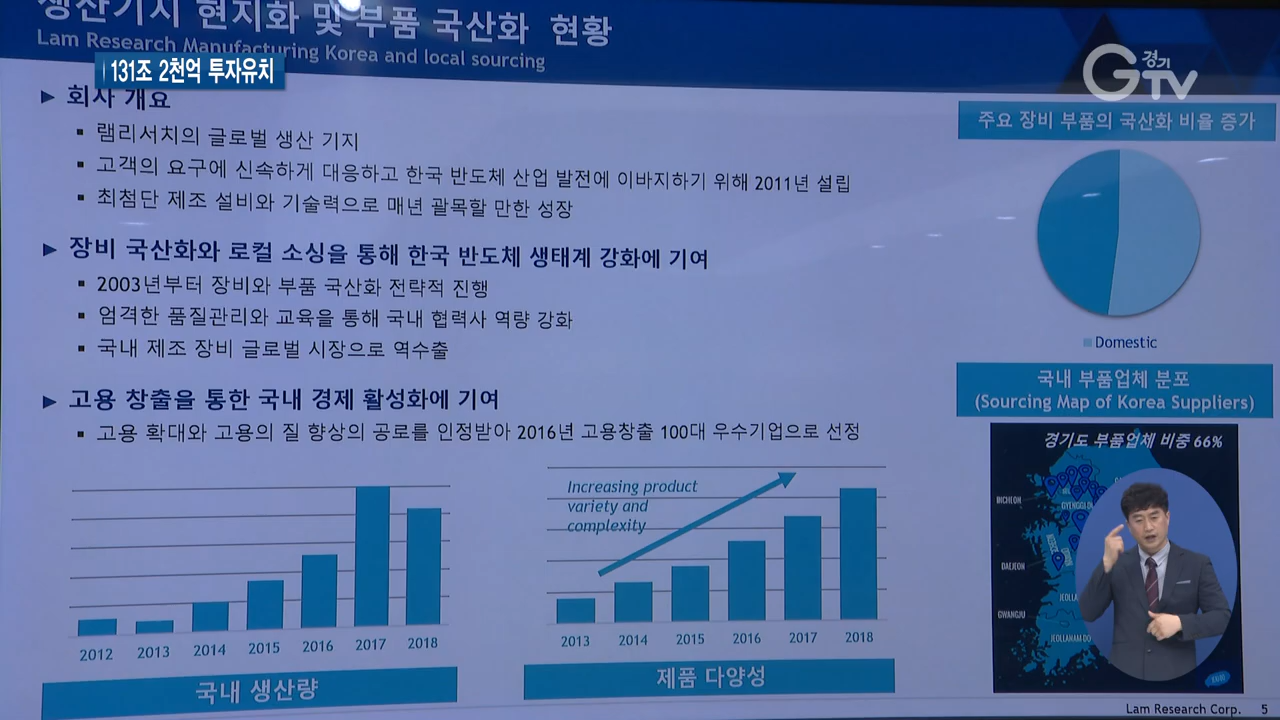 생산기지 현지화 및 부품 국산화 현황
Lam Research Manufacturing Korea and local sourcing
131조 2천억 투자유치
경기
GTV
▶ 회사 개요
▪ 램리서치의 글로벌 생산 기지
▪ 고객의 요구에 신속하게 대응하고 한국 반도체 산업 발전에 이바지하기 위해 2011년 설립
▪ 최첨단 제조 설비와 기술력으로 매년 괄목할 만한 성장
▶ 장비 국산화와 로컬 소싱을 통해 한국 반도체 생태계 강화에 기여
▪ 2003년부터 장비와 부품 국산화 전략적 진행
▪ 엄격한 품질관리와 교육을 통해 국내 협력사 역량 강화
▪ 국내 제조 장비 글로벌 시장으로 역수출
▶ 고용 창출을 통한 국내 경제 활성화에 기여
▪ 고용 확대와 고용의 질 향상의 공로를 인정받아 2016년 고용창출 100대 우수기업으로 선정
2012 2013 2014 2015 2016 2017 2018
국내 생산량
Increasing product
variety and
complexity
2013 2014 2015 2016 2017 2018
제품 다양성
주요 장비 부품의 국산화 비율 증가
Domestic
국내 부품업체 분포
(Sourcing Map of Korea Suppliers)
경기도 부품업체 비중 66%
DAEJEON
GWANGJU
JEOLLA
JEOLLANAM DO
Lam Research Corp. 5